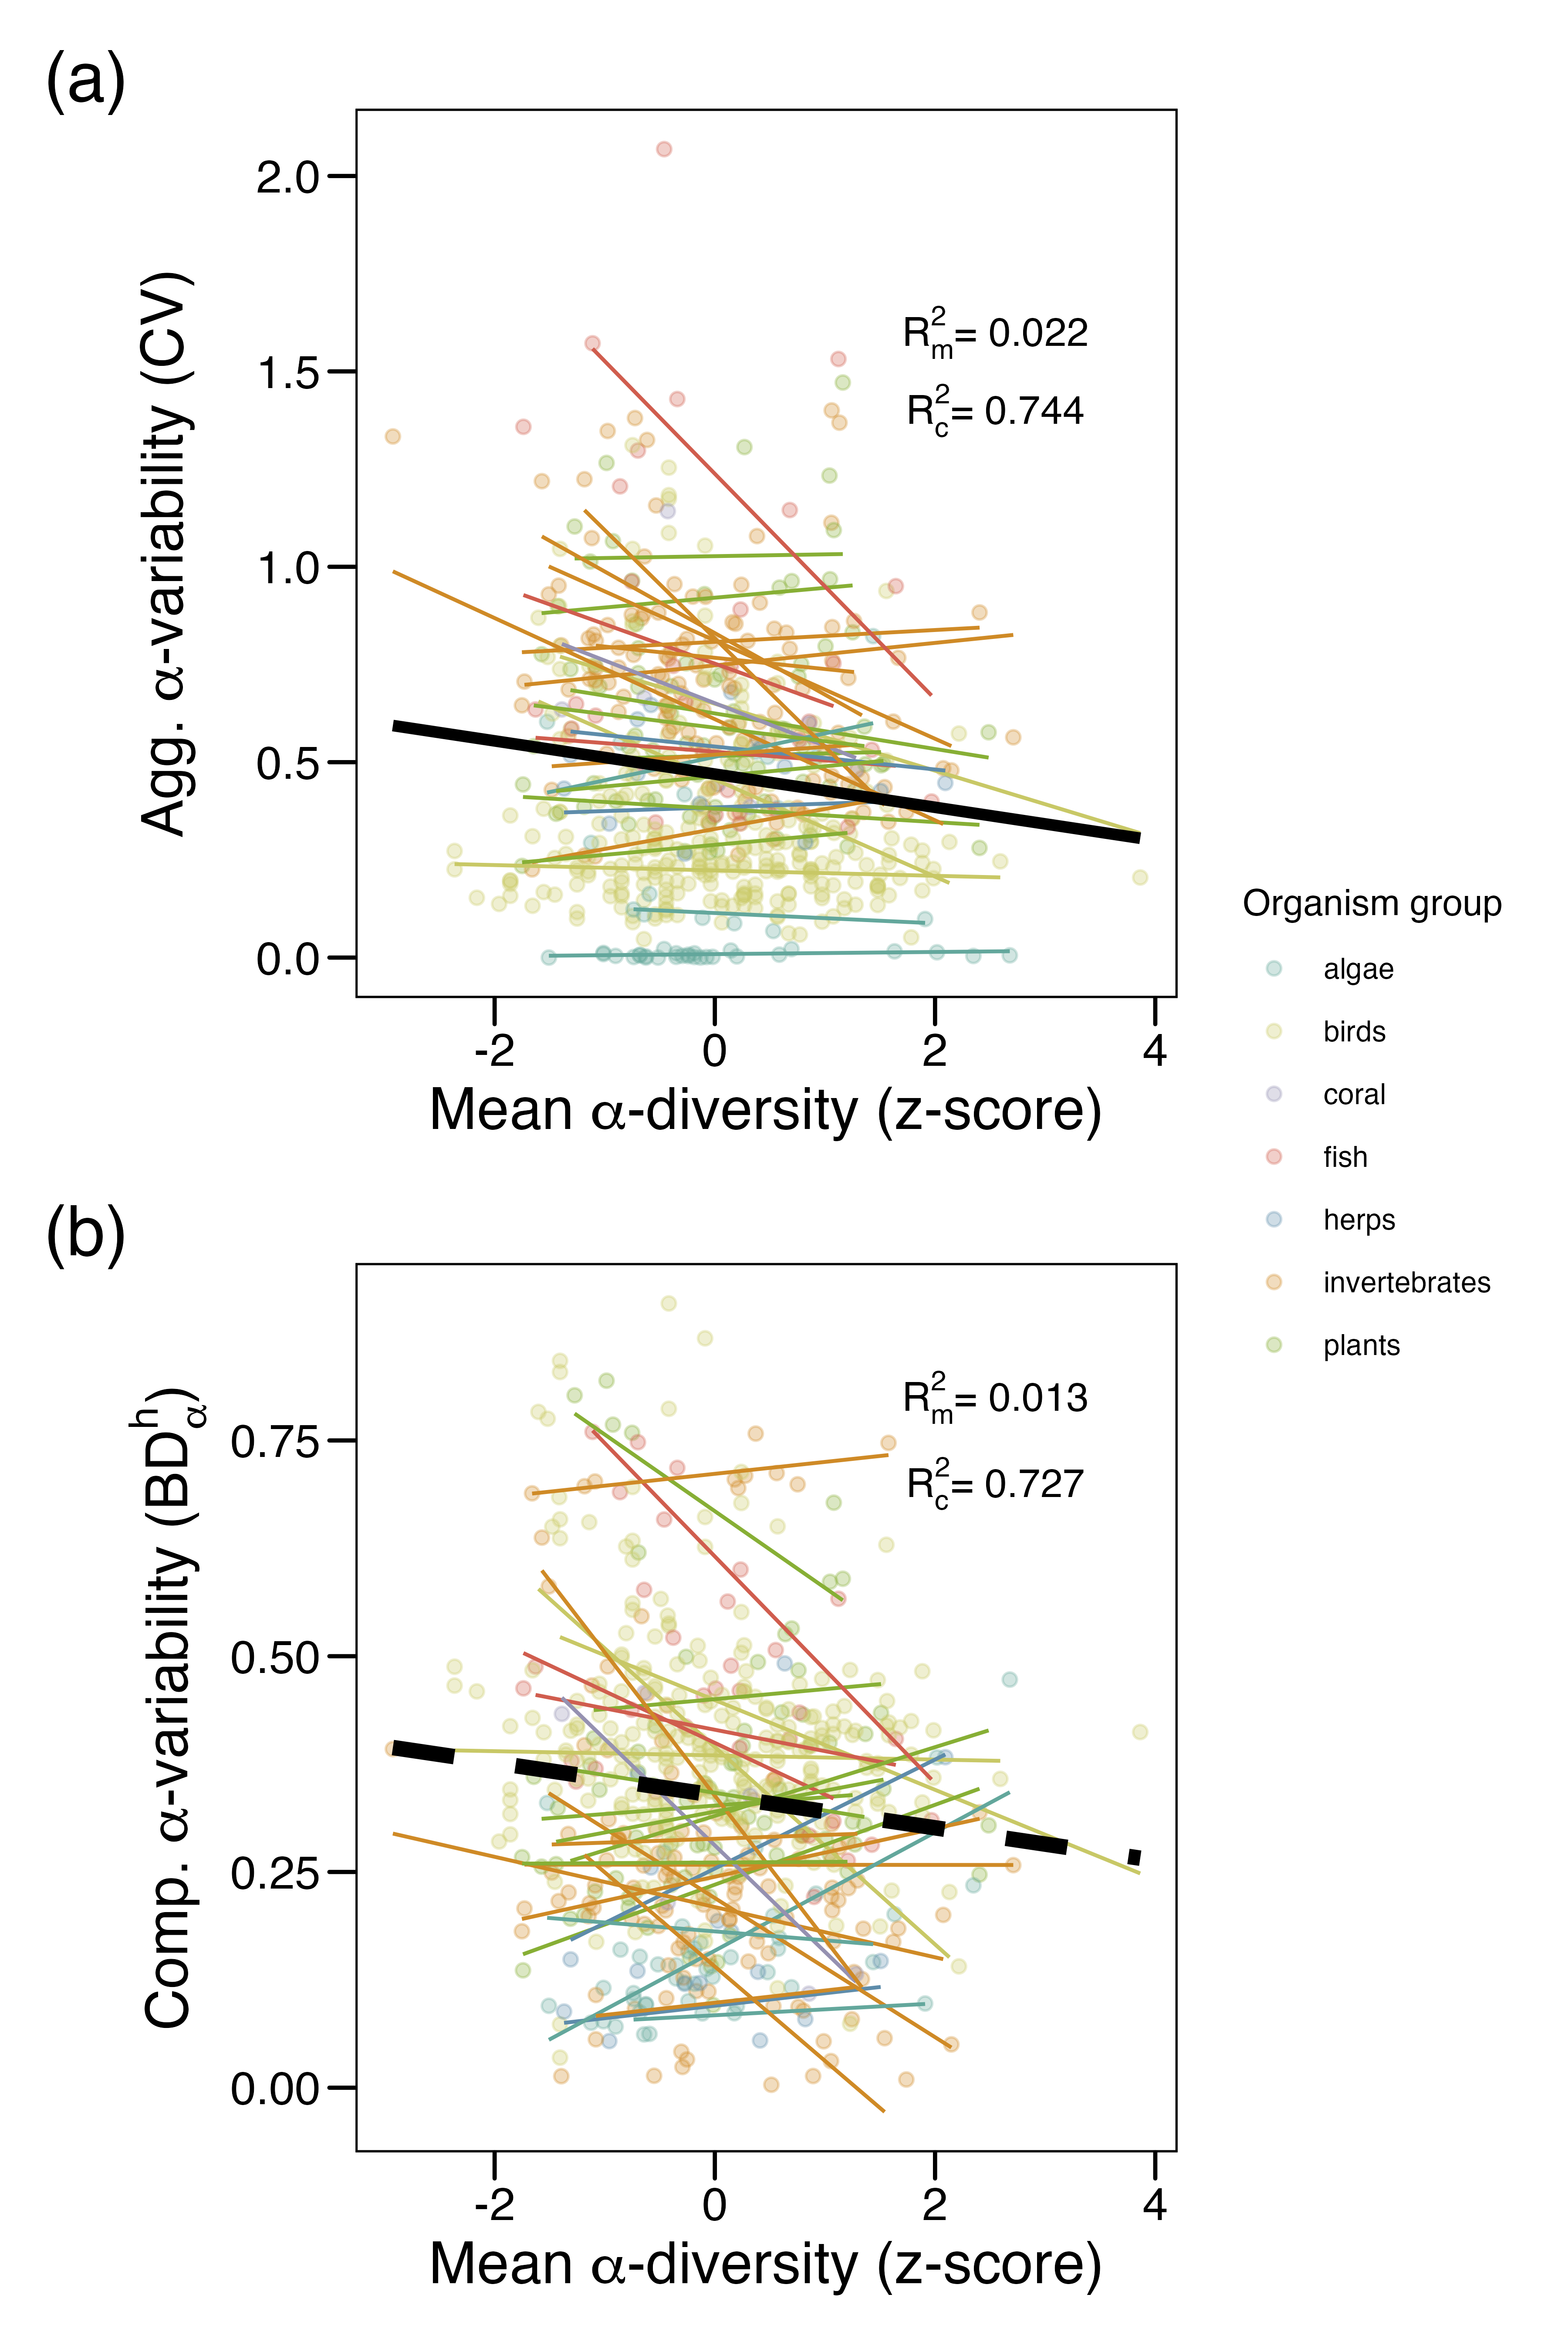 (a)
Agg. α-variability (CV)
2.0
1.5
1.0
0.5
0.0
R²m = 0.022
R²c = 0.744
-2 0 2 4
Mean α-diversity (z-score)
Organism group
algae
birds
coral
fish
herps
invertebrates
plants
(b)
Comp. α-variability (BDʰα)
0.75
0.50
0.25
0.00
R²m = 0.013
R²c = 0.727
-2 0 2 4
Mean α-diversity (z-score)